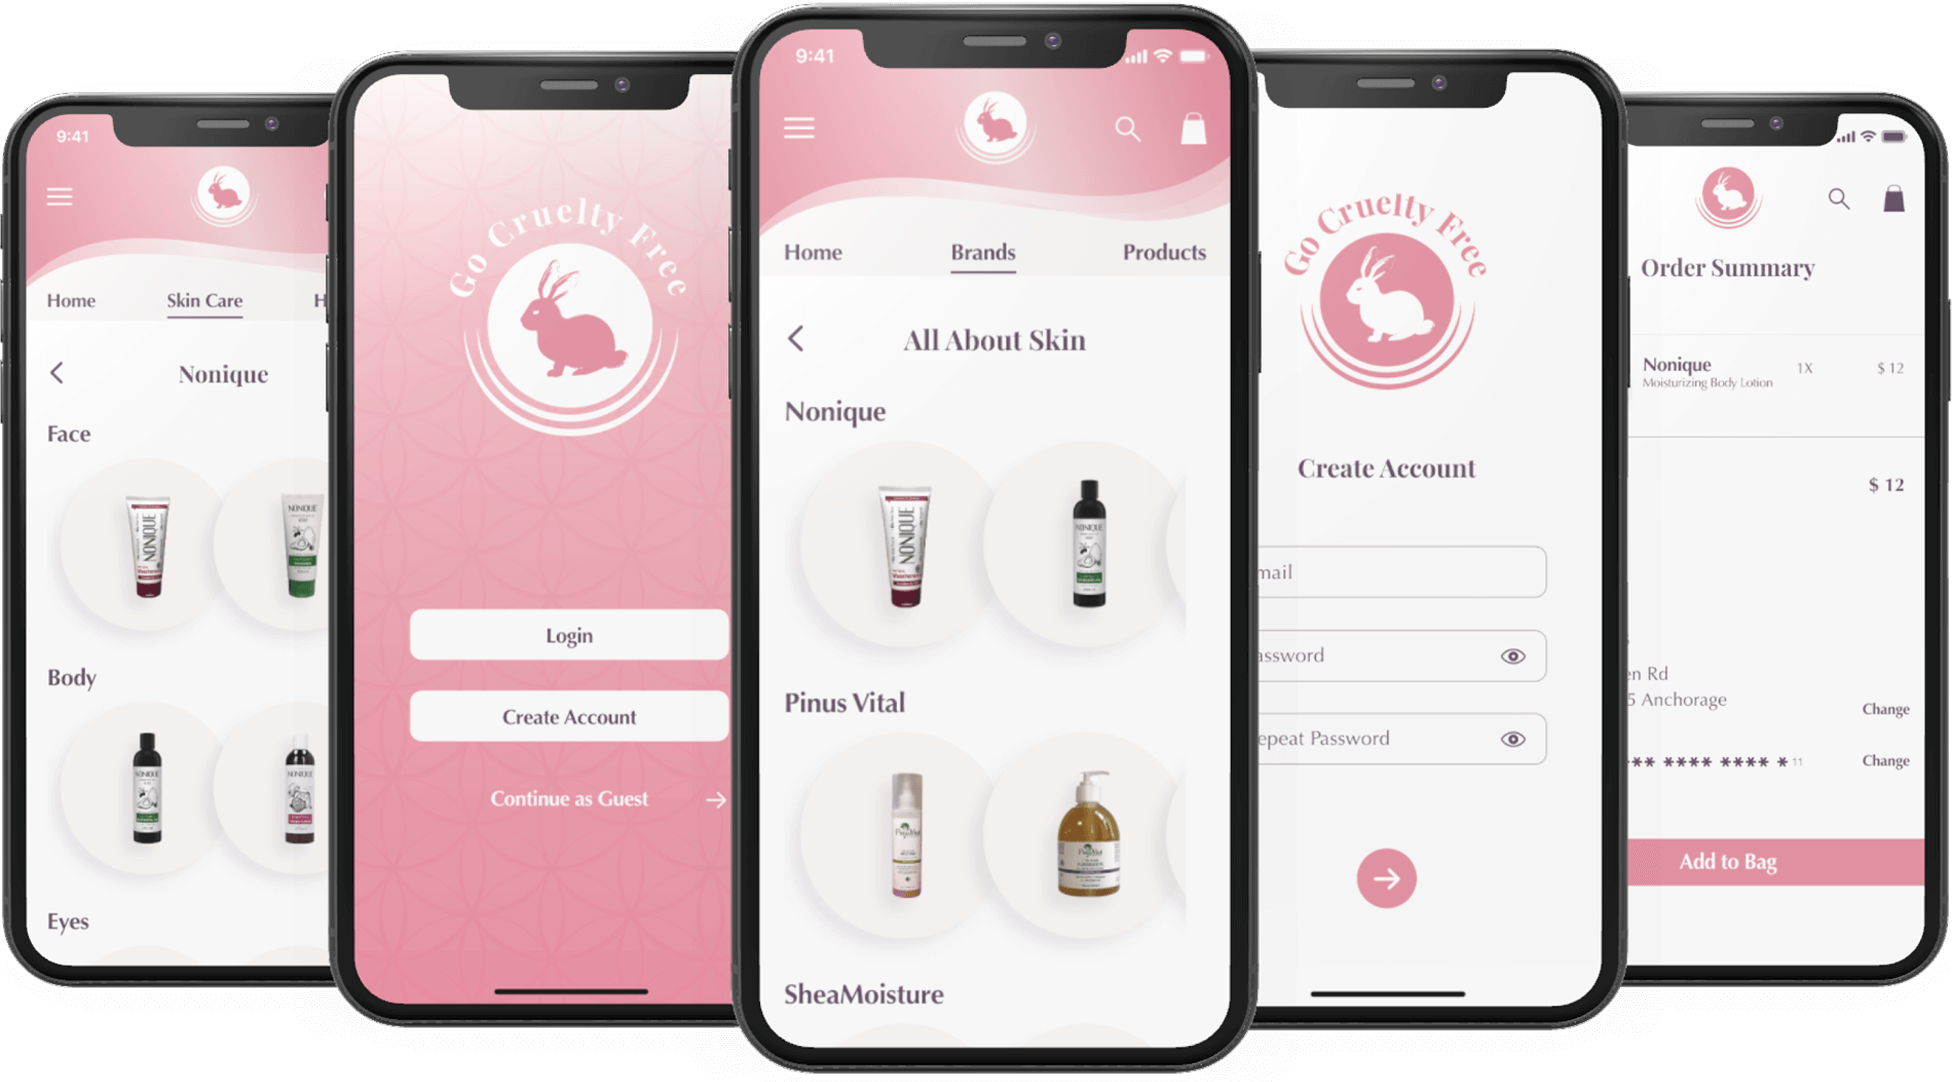 9:41
Home Skin Care H
Nonique
Face
NONIQUE
NONIQUE
Body
NONIQUE
NONIQUE
Eyes
Go Cruelty Free
Login
Create Account
Continue as Guest
9:41
Home Brands Products
All About Skin
Nonique
NONIQUE
NONIQUE
Pinus Vital
SheaMoisture
Go Cruelty Free
Create Account
mail
assword
epeat Password
Order Summary
Nonique 1X $ 12
Moisturizing Body Lotion
$ 12
en Rd
5 Anchorage
Change
** **** **** * 11 Change
Add to Bag